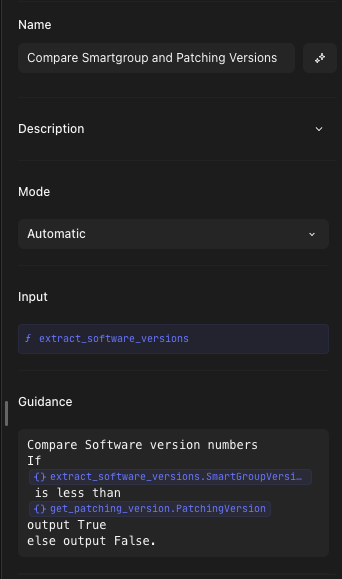 Name
Compare Smartgroup and Patching Versions
Description
Mode
Automatic
Input
ƒ extract_software_versions
Guidance
Compare Software version numbers
If
{} extract_software_versions.SmartGroupVersi…
is less than
{} get_patching_version.PatchingVersion
output True
else output False.